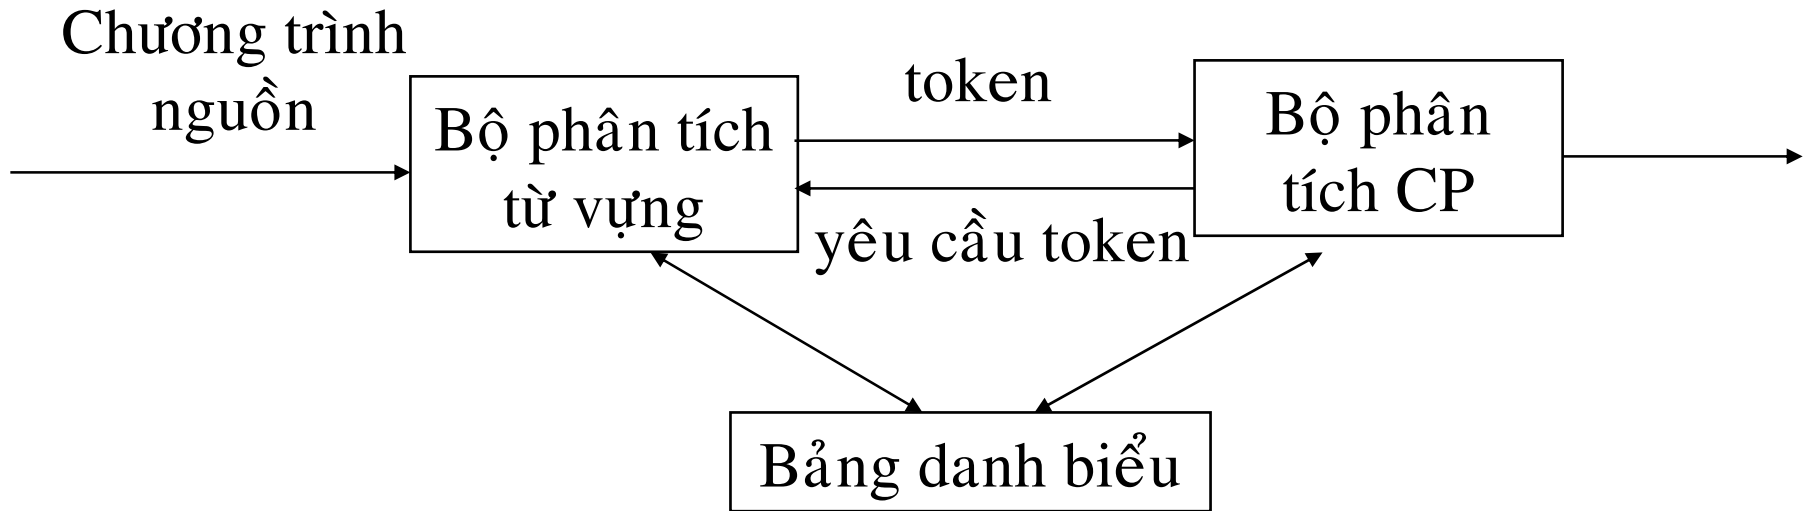 Chương trình
nguồn
Bộ phân tích
từ vựng
token
yêu cầu token
Bộ phân
tích CP
Bảng danh biểu